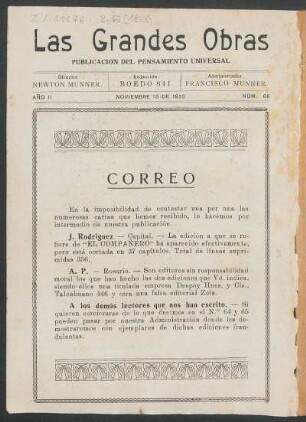 Las Grandes Obras
PUBLICACION DEL PENSAMIENTO UNIVERSAL
Director
NEWTON MUNNER.
Redacción
BOEDO 841.
Administrador
FRANCISCO MUNNER.
AÑO II
NOVIEMBRE 15 DE 1923
NÚM. 66
CORREO
En la imposibilidad de contestar una por una las
numerosas cartas que hemos recibido, lo hacemos por
intermedio de nuestra publicación.
J. Rodríguez — Capital. — La edición a que se re-
fiere de "EL COMPAÑERO" ha aparecido efectivamente,
pero está cortada en 37 capítulos. Total de líneas supri-
midas 356.
A. P. — Rosario. — Son editores sin responsabilidad
moral los que han hecho las dos ediciones que Vd. indica,
siendo ellos una titulada empresa Despay Hnos. y Cía.,
Talcahuano 446 y otra una falsa editorial Zola.
A los demás lectores que nos han escrito. — Si
quieren cerciorarse de lo que decimos en el N.º 64 y 65
pueden pasar por nuestra Administración donde les de-
mostraremos con ejemplares de dichas ediciones frau-
dulentas.